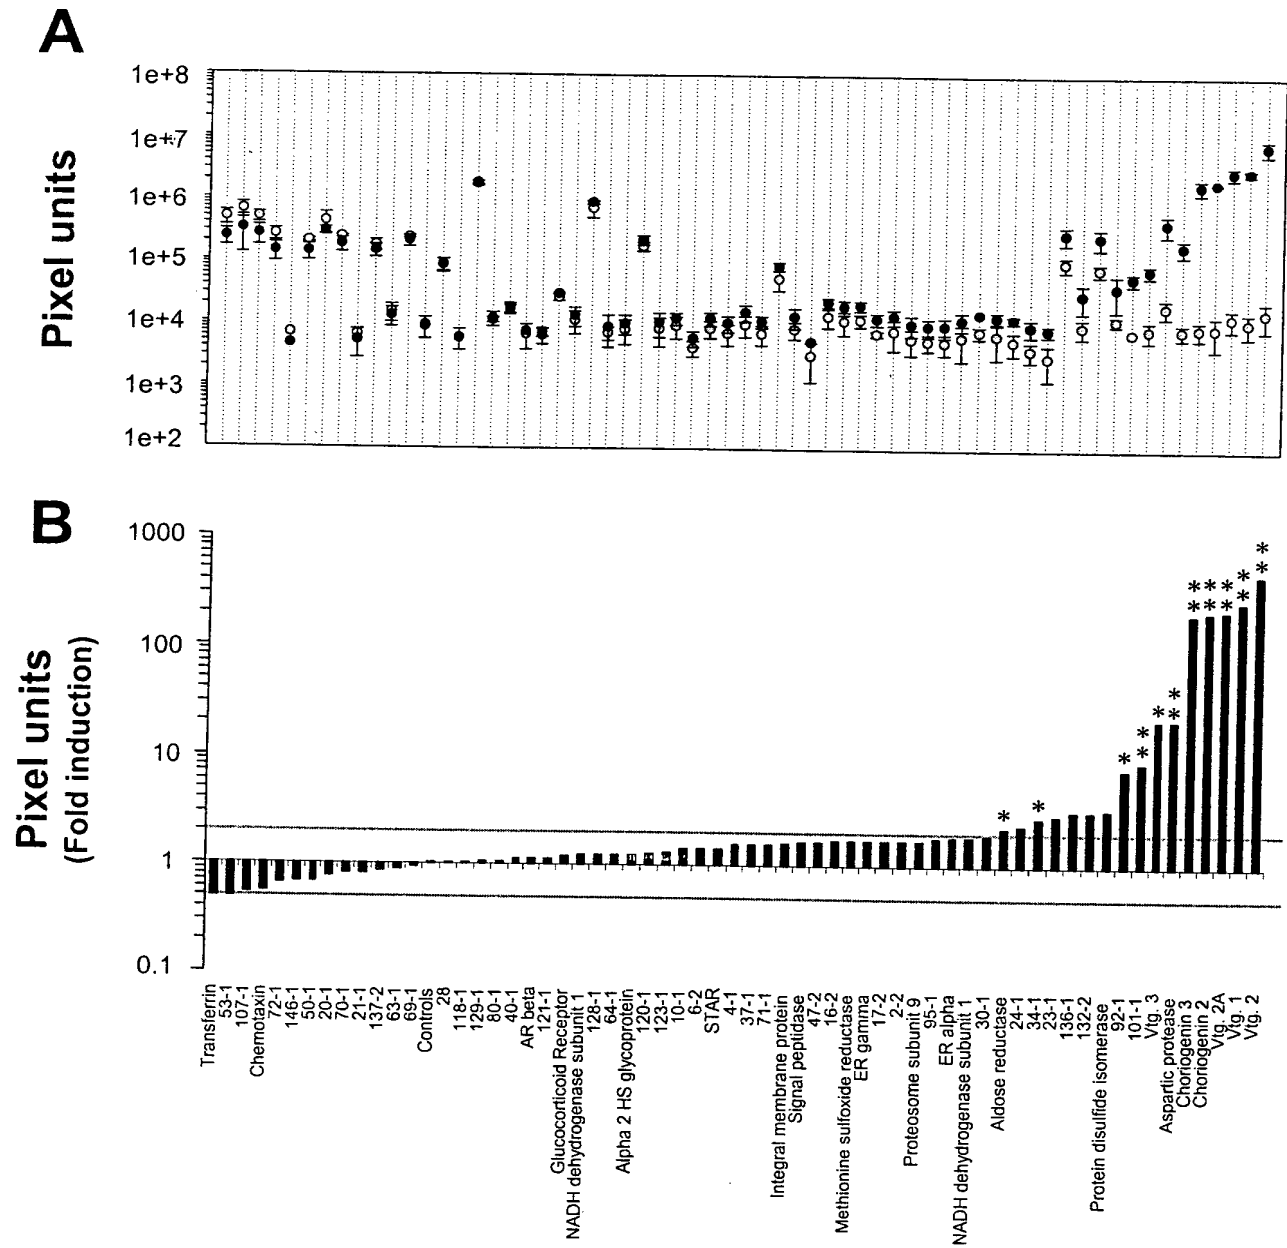 A
1e+8
1e+7
1e+6
1e+5
1e+4
1e+3
1e+2
Pixel units
B
1000
100
10
1
0.1
Pixel units
(Fold induction)
* * * * * * * * * * * * * * * * * *
Transferrin
53-1
107-1
Chemotaxin
72-1
146-1
50-1
20-1
70-1
21-1
137-2
63-1
69-1
Controls
28
118-1
129-1
80-1
40-1
AR beta
121-1
Glucocorticoid Receptor
NADH dehydrogenase subunit 1
128-1
64-1
Alpha 2 HS glycoprotein
120-1
123-1
10-1
6-2
STAR
4-1
37-1
71-1
Integral membrane protein
Signal peptidase
47-2
16-2
Methionine sulfoxide reductase
ER gamma
17-2
2-2
Proteosome subunit 9
95-1
ER alpha
NADH dehydrogenase subunit 1
30-1
Aldose reductase
24-1
34-1
23-1
136-1
132-2
Protein disulfide isomerase
92-1
101-1
Vtg. 3
Aspartic protease
Choriogenin 3
Choriogenin 2
Vtg. 2A
Vtg. 1
Vtg. 2